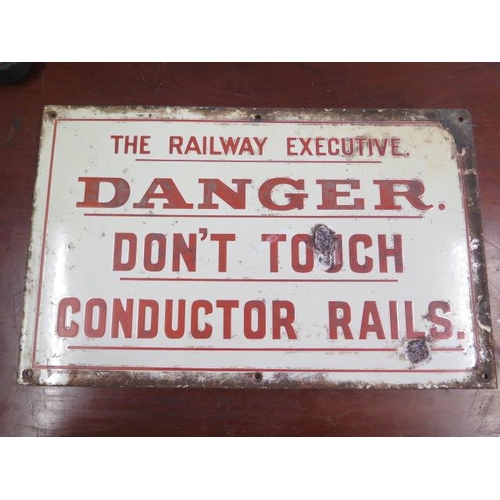 THE RAILWAY EXECUTIVE.
DANGER.
DON'T TOUCH
CONDUCTOR RAILS.